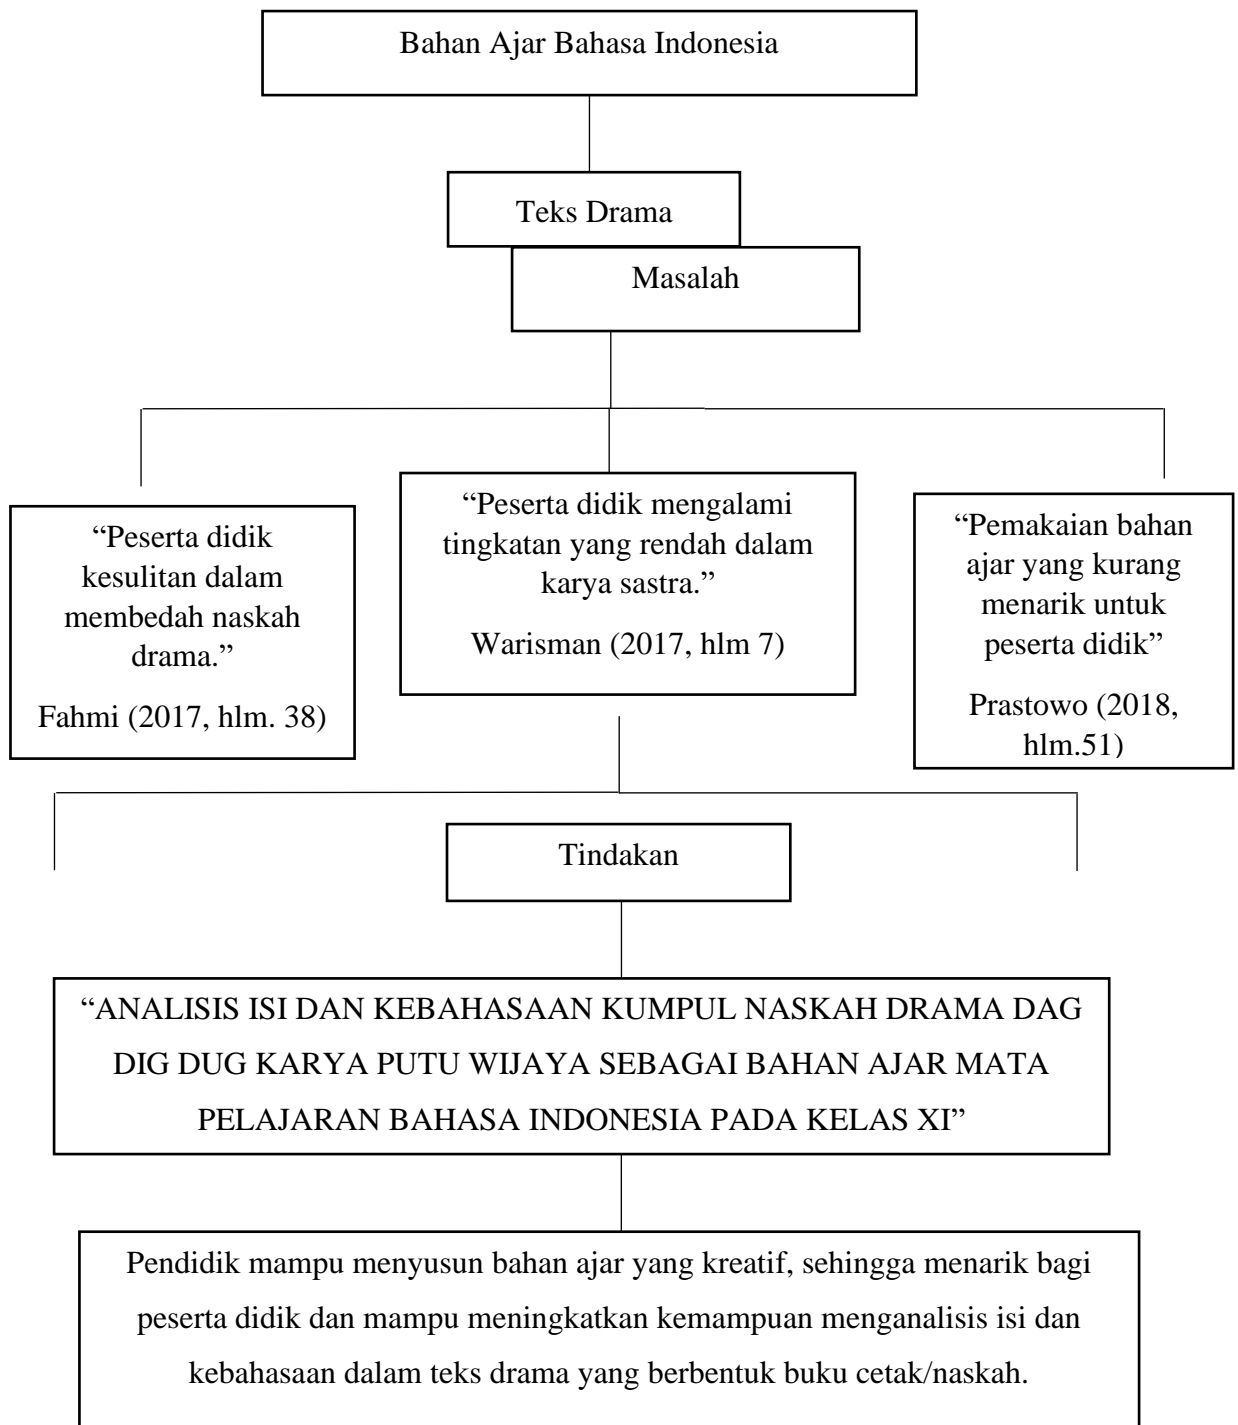 Bahan Ajar Bahasa Indonesia
Teks Drama
Masalah
“Peserta didik
kesulitan dalam
membedah naskah
drama.”
Fahmi (2017, hlm. 38)
“Peserta didik mengalami
tingkatan yang rendah dalam
karya sastra.”
Warisman (2017, hlm 7)
“Pemakaian bahan
ajar yang kurang
menarik untuk
peserta didik”
Prastowo (2018,
hlm.51)
Tindakan
“ANALISIS ISI DAN KEBAHASAAN KUMPUL NASKAH DRAMA DAG
DIG DUG KARYA PUTU WIJAYA SEBAGAI BAHAN AJAR MATA
PELAJARAN BAHASA INDONESIA PADA KELAS XI”
Pendidik mampu menyusun bahan ajar yang kreatif, sehingga menarik bagi
peserta didik dan mampu meningkatkan kemampuan menganalisis isi dan
kebahasaan dalam teks drama yang berbentuk buku cetak/naskah.